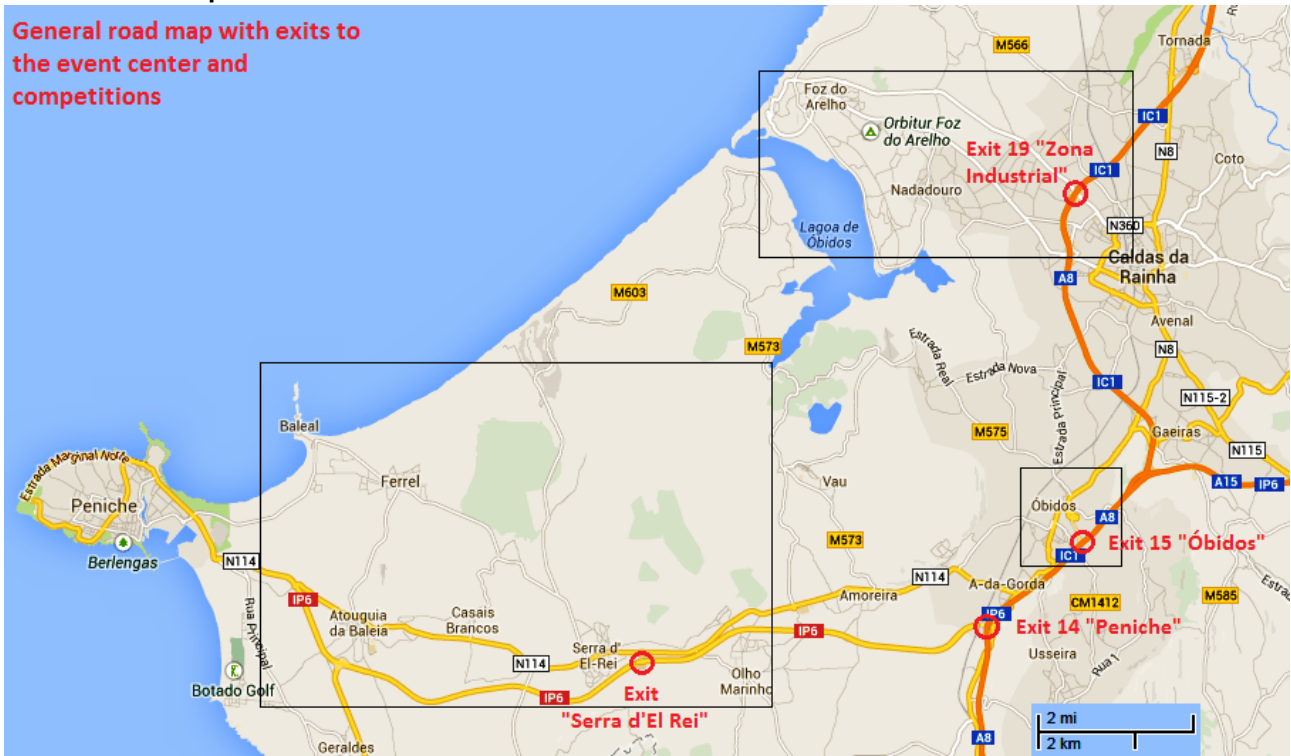 General road map with exits to
the event center and
competitions
Tornada
M566
Foz do
Arelho
IC1
Orbitur Foz
do Arelho
Exit 19 "Zona
Industrial"
N8
Coto
IC1
Nadadouro
N360
Lagoa de
Óbidos
Caldas da
Rainha
A8
M603
Avenal
M573
N8
Estrada Real
Estrada Nova
IC1
Estrada Principal
N115-2
Baleal
M575
Gaeiras
N115
Estrada Marginal Norte
Ferrel
Vau
A15
IP6
Peniche
Óbidos
A8
Berlengas
M573
IC1
Exit 15 "Óbidos"
N114
N114
A-da-Gorda
Amoreira
M585
IP6
Atouguia
da Baleia
Casais
Brancos
CM1412
IP6
Rua Principal
IP6
Exit 14 "Peniche"
Serra d'
El-Rei
N114
Usseira
Rua 1
Olho
Marinho
Botado Golf
IP6
Exit
"Serra d'El Rei"
2 mi
2 km
A8
Geraldes